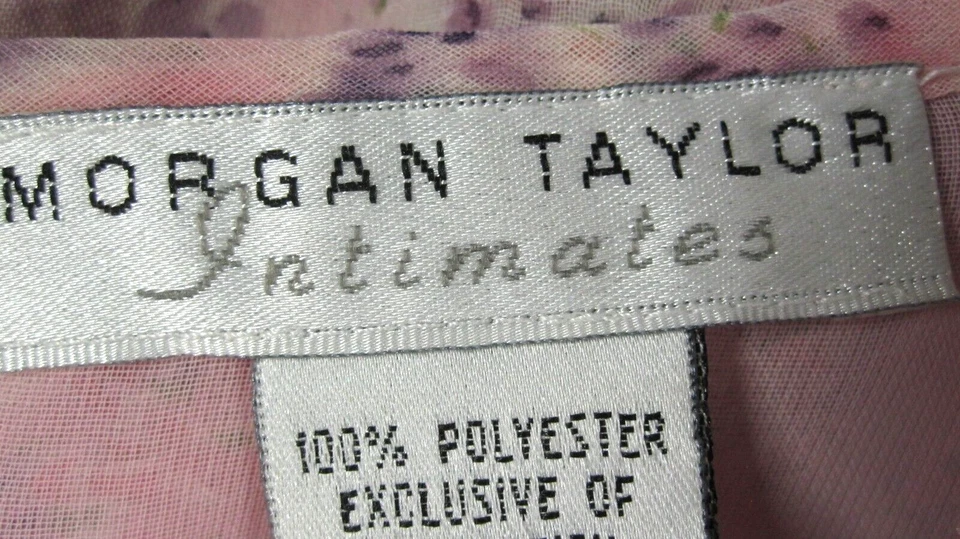 MORGAN TAYLOR
Intimates
100% POLYESTER
EXCLUSIVE OF